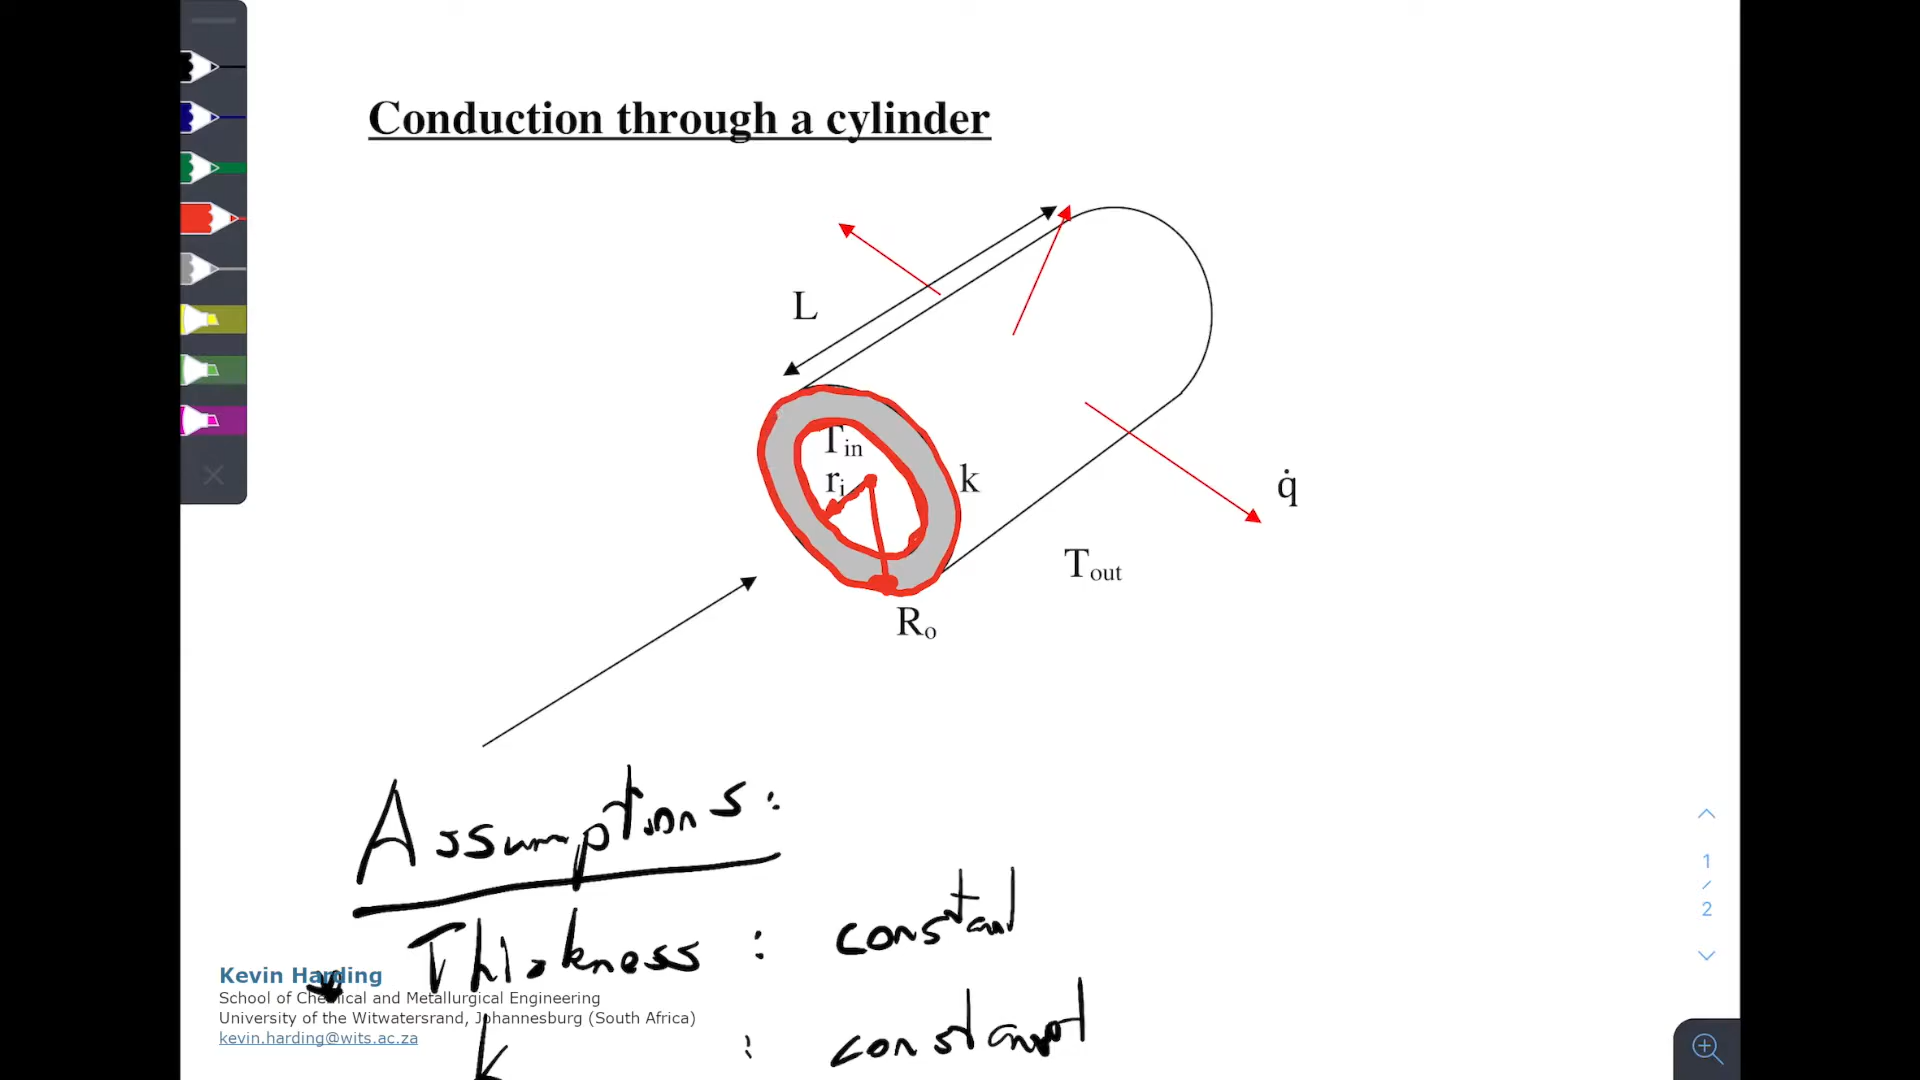 Conduction through a cylinder
L
Tin
ri
k
q̇
Tout
Ro
Assumptions:
Thickness : constant
k : constant
Kevin Harding
School of Chemical and Metallurgical Engineering
University of the Witwatersrand, Johannesburg (South Africa)
kevin.harding@wits.ac.za
1
/
2